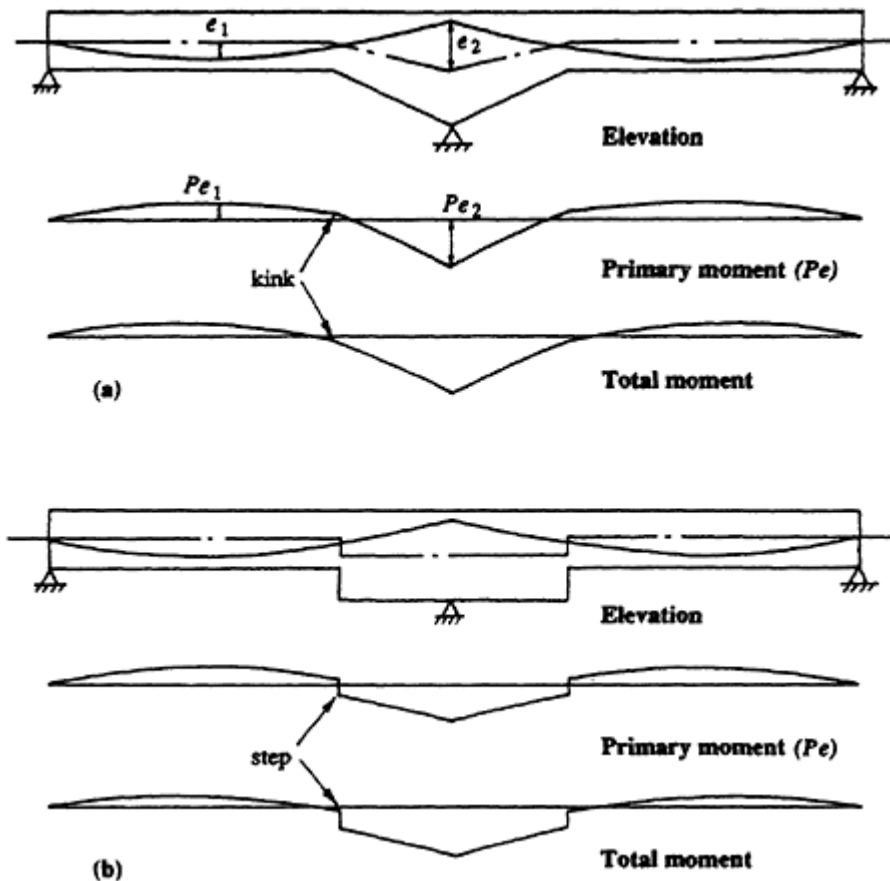 e₁
e₂
Elevation
Pe₁
Pe₂
kink
Primary moment (Pe)
Total moment
(a)
Elevation
Primary moment (Pe)
step
Total moment
(b)